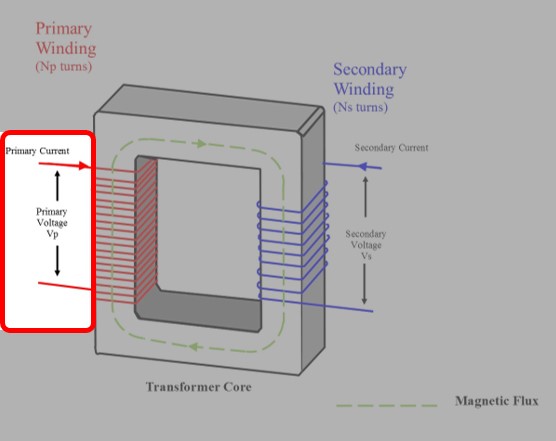 Primary
Winding
(Np turns)
Secondary
Winding
(Ns turns)
Primary Current
Secondary Current
Primary
Voltage
Vp
Secondary
Voltage
Vs
Transformer Core
Magnetic Flux